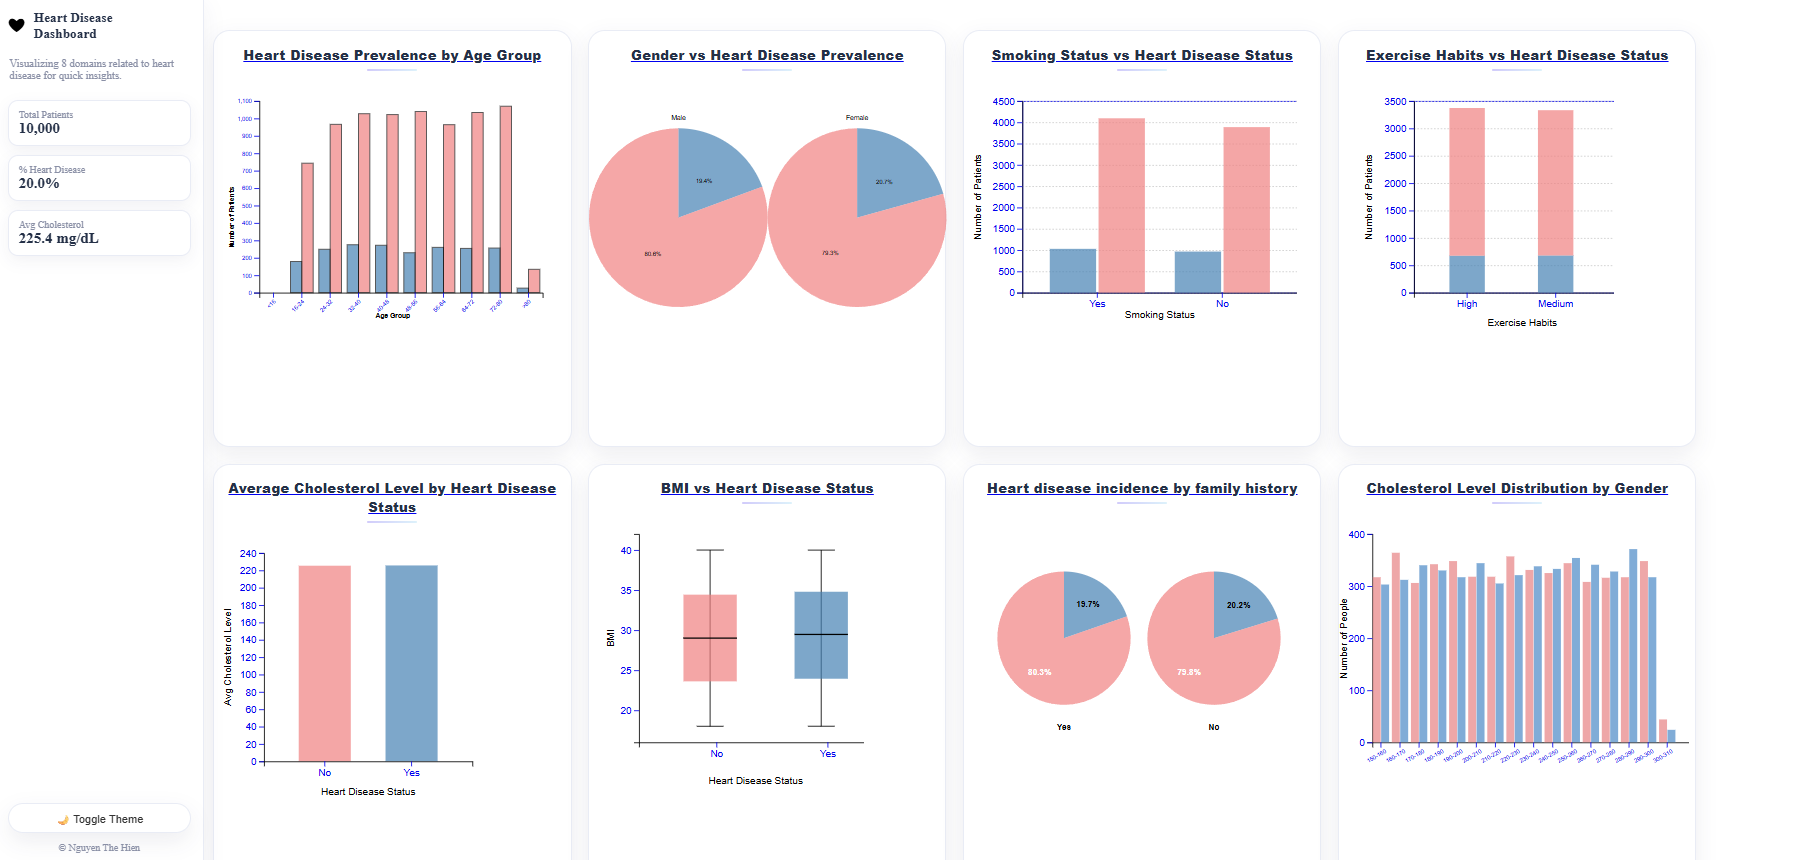 Heart Disease
Dashboard
Visualizing 8 domains related to heart
disease for quick insights.
Total Patients
10,000
% Heart Disease
20.0%
Avg Cholesterol
225.4 mg/dL
Toggle Theme
© Nguyen The Hien
Heart Disease Prevalence by Age Group
1,100
1,000
900
800
700
600
500
400
300
200
100
0
Number of Patients
16-24
24-32
32-40
40-48
48-56
56-64
64-72
72-80
>80
Age Group
Gender vs Heart Disease Prevalence
Male
Female
19.4%
80.6%
20.7%
79.3%
Smoking Status vs Heart Disease Status
4500
4000
3500
3000
2500
2000
1500
1000
500
0
Number of Patients
Yes
No
Smoking Status
Exercise Habits vs Heart Disease Status
3500
3000
2500
2000
1500
1000
500
0
Number of Patients
High
Medium
Exercise Habits
Average Cholesterol Level by Heart Disease
Status
240
220
200
180
160
140
120
100
80
60
40
20
0
Avg Cholesterol Level
No
Yes
Heart Disease Status
BMI vs Heart Disease Status
40
35
30
25
20
BMI
No
Yes
Heart Disease Status
Heart disease incidence by family history
19.7%
80.3%
20.2%
79.8%
Yes
No
Cholesterol Level Distribution by Gender
400
300
200
100
0
Number of People
150-160
160-170
170-180
180-190
190-200
200-210
210-220
220-230
230-240
240-250
250-260
260-270
270-280
280-290
290-300
300-310